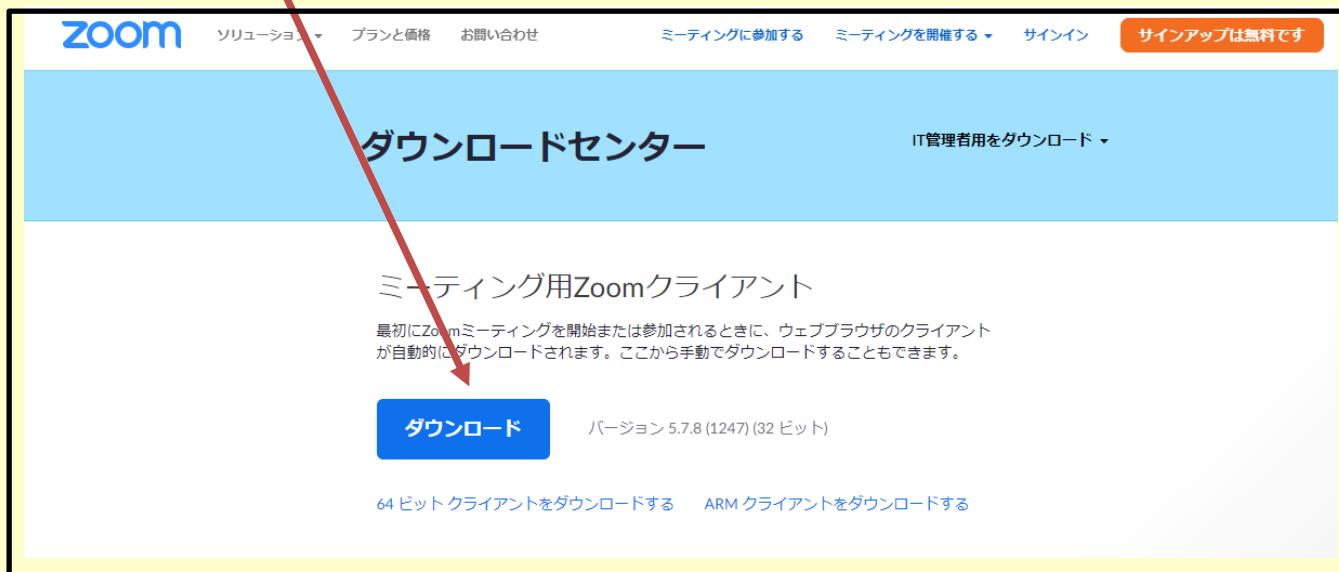 zoom ソリューション プランと価格 お問い合わせ ミーティングに参加する ミーティングを開催する サインイン サインアップは無料です
ダウンロードセンター IT管理者用をダウンロード
ミーティング用Zoomクライアント
最初にZoomミーティングを開始または参加されるときに、ウェブブラウザのクライアント
が自動的にダウンロードされます。ここから手動でダウンロードすることもできます。
ダウンロード バージョン 5.7.8 (1247) (32 ビット)
64 ビット クライアントをダウンロードする ARM クライアントをダウンロードする